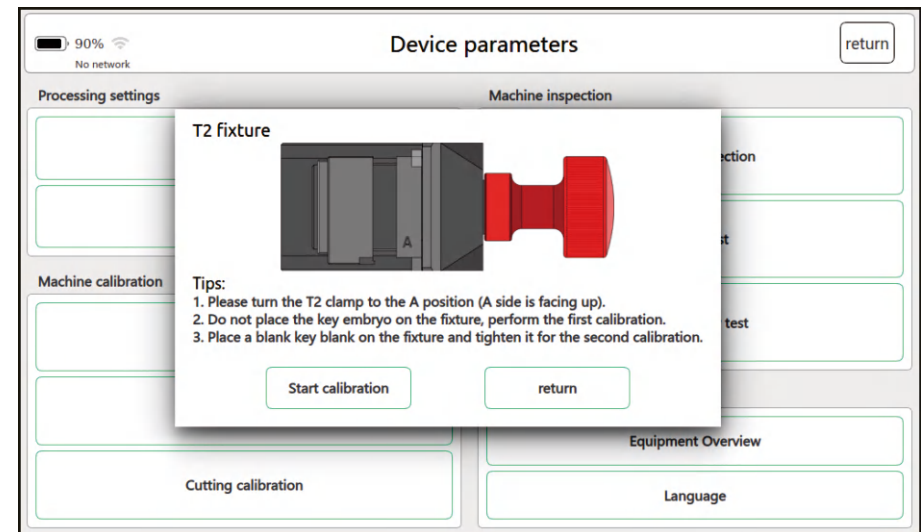 90%
No network
Device parameters
return
Processing settings
Machine inspection
T2 fixture
A
Tips:
1. Please turn the T2 clamp to the A position (A side is facing up).
2. Do not place the key embryo on the fixture, perform the first calibration.
3. Place a blank key blank on the fixture and tighten it for the second calibration.
Start calibration
return
Machine calibration
test
Cutting calibration
Equipment Overview
Language